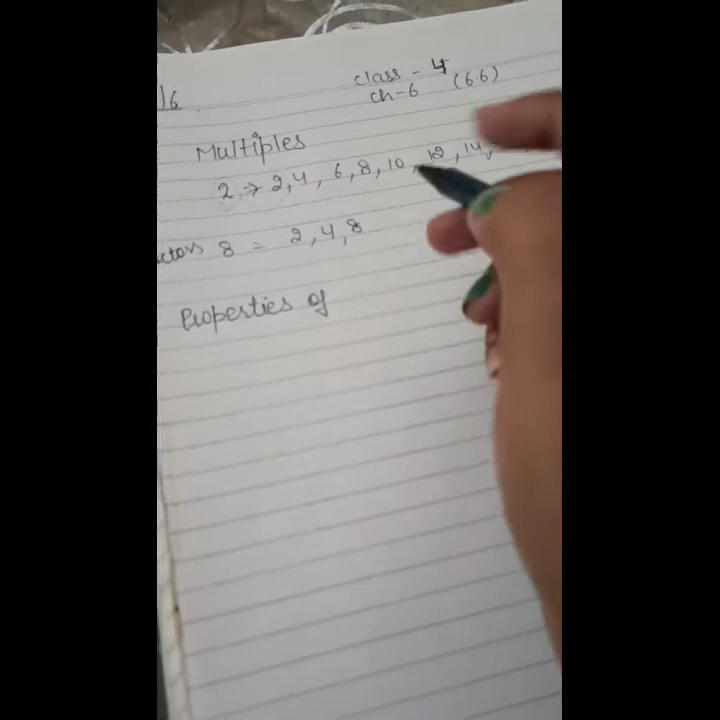 16
class - 4
ch-6 (6.6)
Multiples
2 → 2, 4, 6, 8, 10, 12, 14,
ctors 8 = 2, 4, 8
Properties of